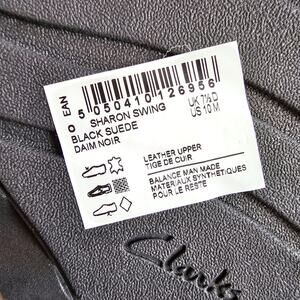 O EAN
5 050410 126956
SHARON SWING
BLACK SUEDE
DAIM NOIR
UK 7½ D
US 10 M
LEATHER UPPER
TIGE DE CUIR
BALANCE MAN MADE
MATERIAUX SYNTHETIQUES
POUR LE RESTE
Clarks